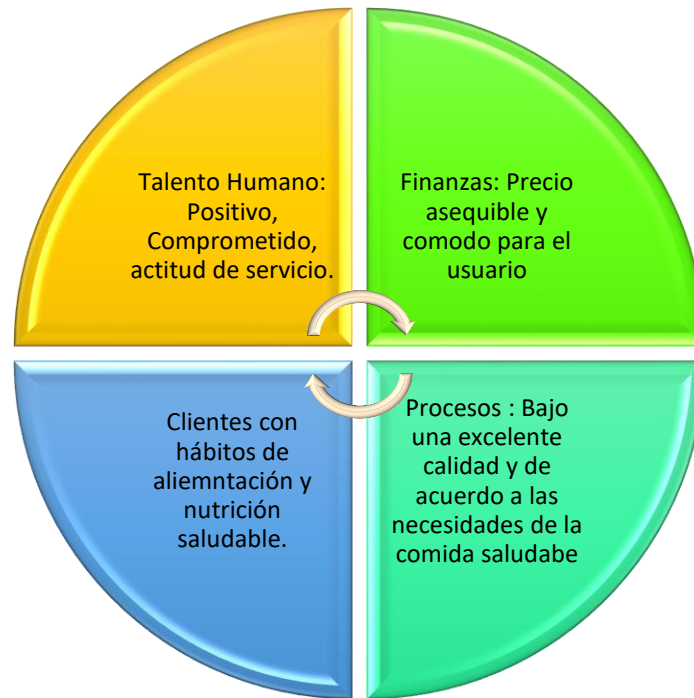 Talento Humano:
Positivo,
Comprometido,
actitud de servicio.
Finanzas: Precio
asequible y
comodo para el
usuario
Clientes con
hábitos de
aliemntación y
nutrición
saludable.
Procesos : Bajo
una excelente
calidad y de
acuerdo a las
necesidades de la
comida saludabe